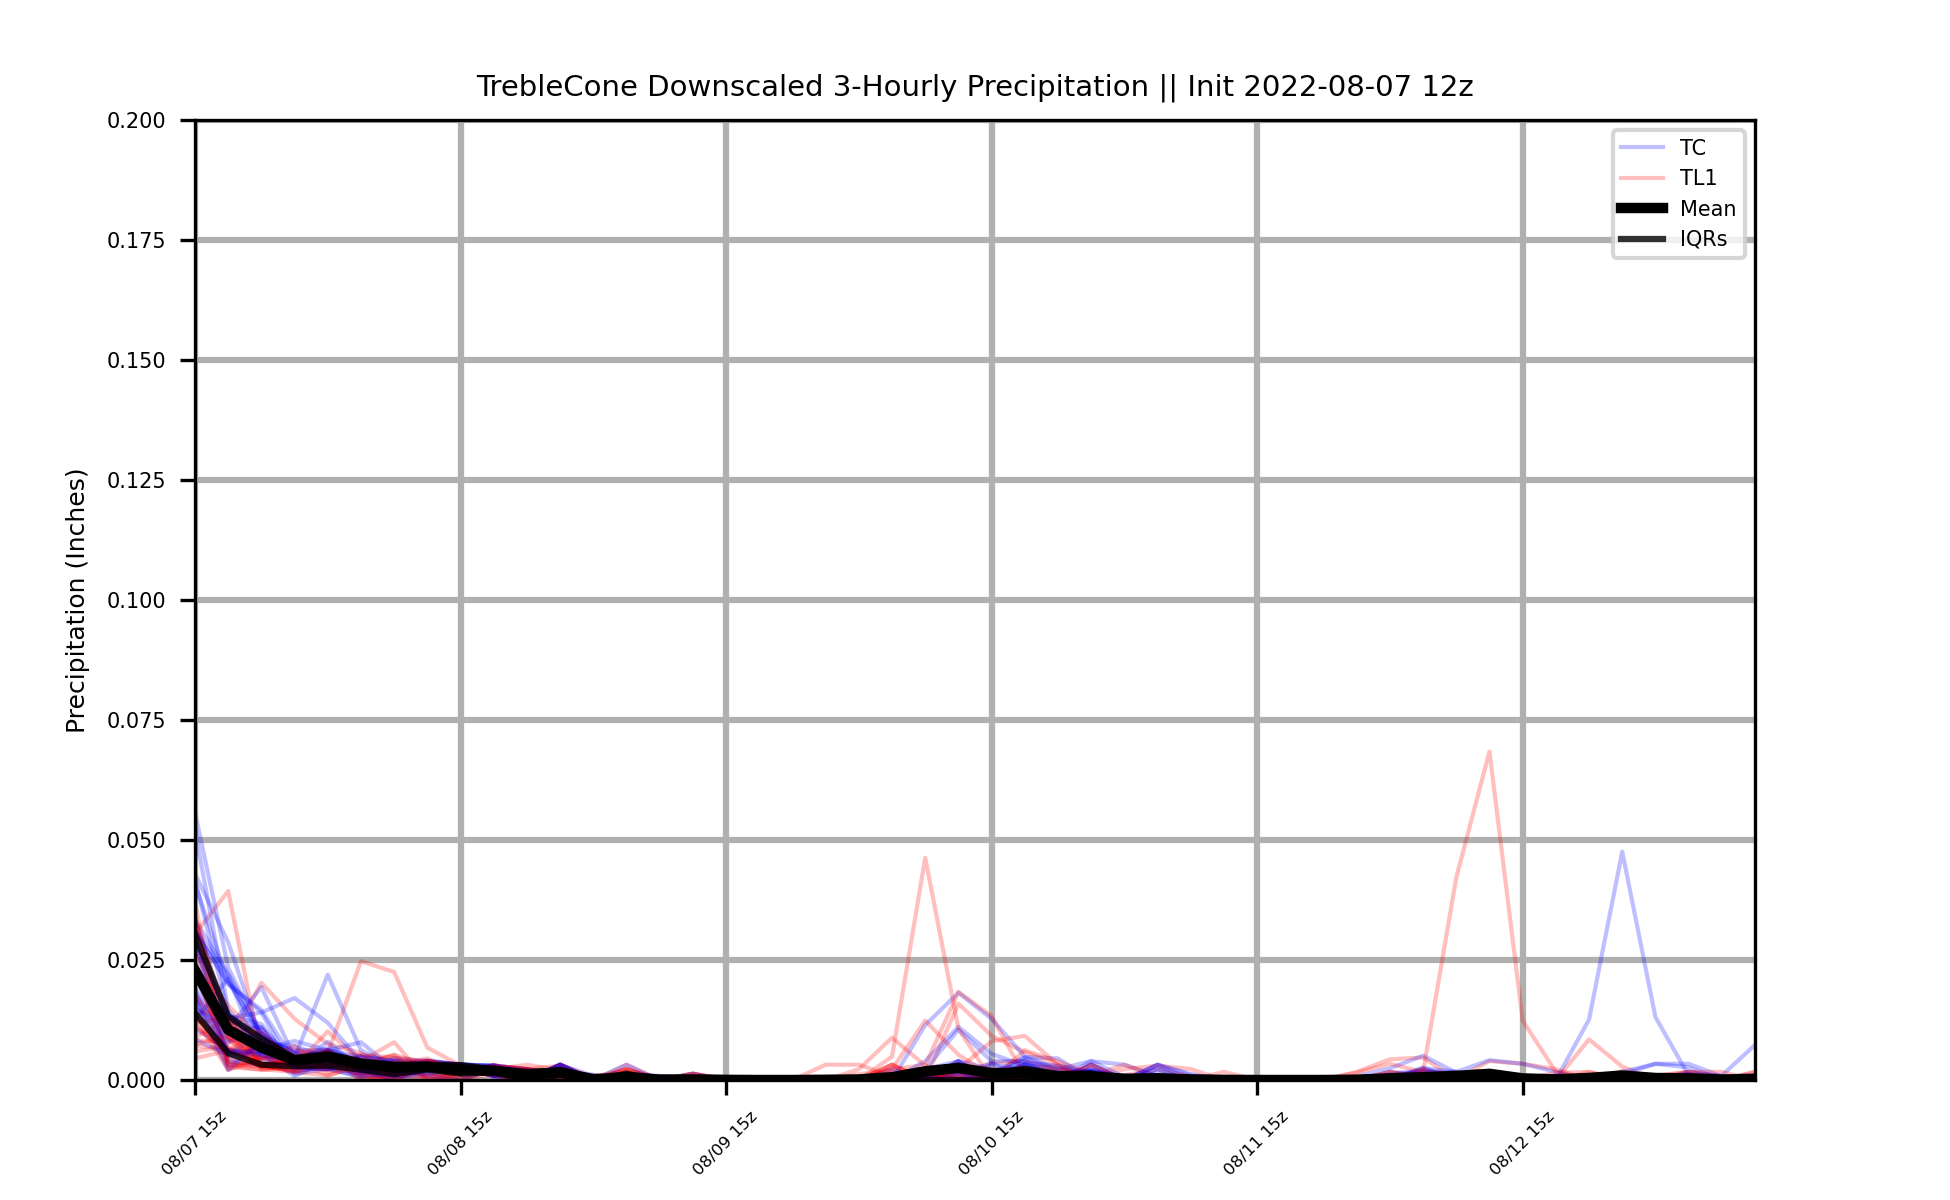 TrebleCone Downscaled 3-Hourly Precipitation || Init 2022-08-07 12z
Precipitation (Inches)
0.200
0.175
0.150
0.125
0.100
0.075
0.050
0.025
0.000
TC
TL1
Mean
IQRs
08/07 15z
08/08 15z
08/09 15z
08/10 15z
08/11 15z
08/12 15z